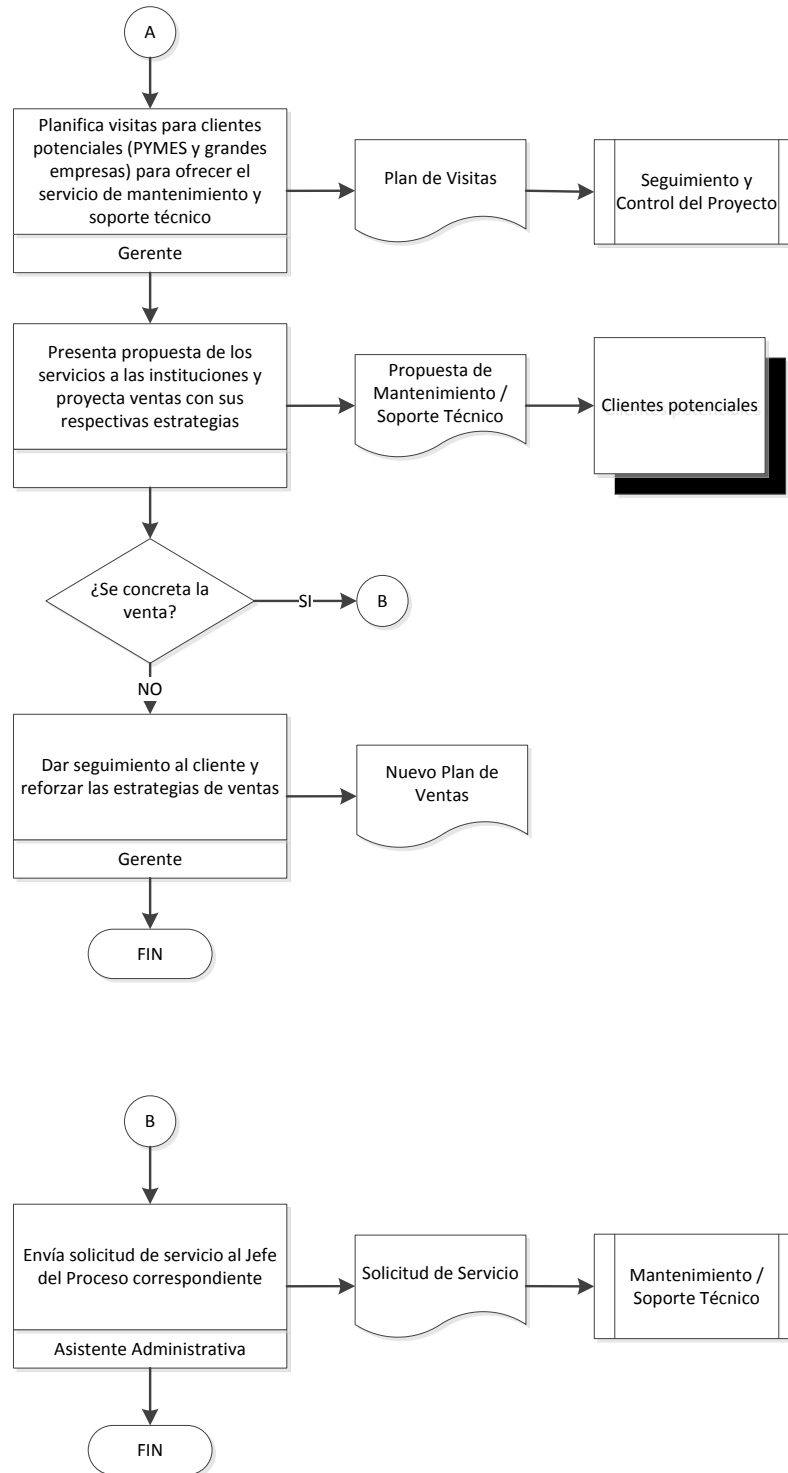 A
Planifica visitas para clientes
potenciales (PYMES y grandes
empresas) para ofrecer el
servicio de mantenimiento y
soporte técnico
Gerente
Plan de Visitas
Seguimiento y
Control del Proyecto
Presenta propuesta de los
servicios a las instituciones y
proyecta ventas con sus
respectivas estrategias
Propuesta de
Mantenimiento /
Soporte Técnico
Clientes potenciales
¿Se concreta la
venta?
SI
B
NO
Dar seguimiento al cliente y
reforzar las estrategias de ventas
Gerente
Nuevo Plan de
Ventas
FIN
B
Envía solicitud de servicio al Jefe
del Proceso correspondiente
Asistente Administrativa
Solicitud de Servicio
Mantenimiento /
Soporte Técnico
FIN